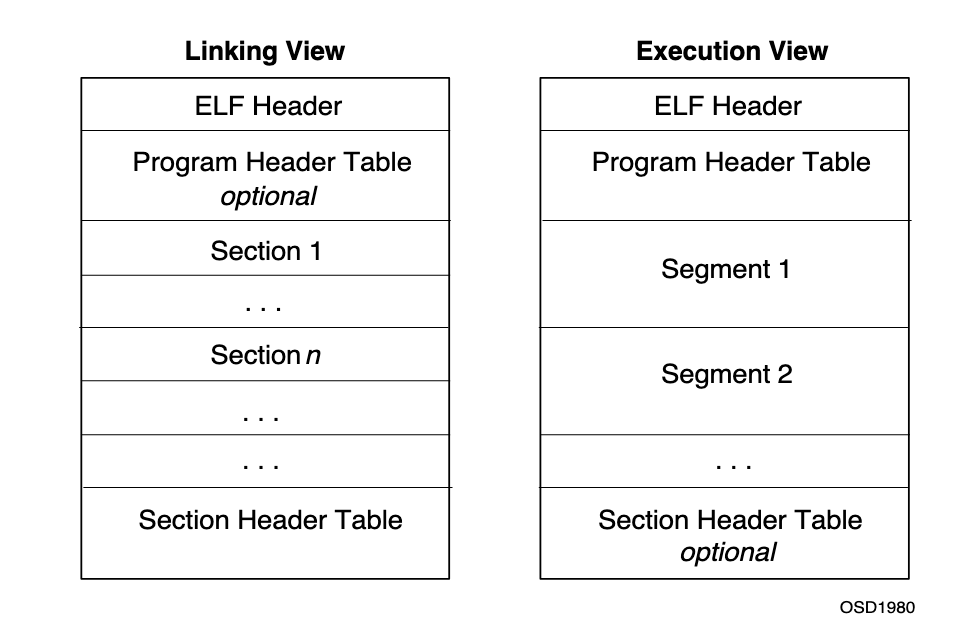 Linking View
ELF Header
Program Header Table
optional
Section 1
. . .
Section n
. . .
. . .
Section Header Table
Execution View
ELF Header
Program Header Table
Segment 1
Segment 2
. . .
Section Header Table
optional
OSD1980